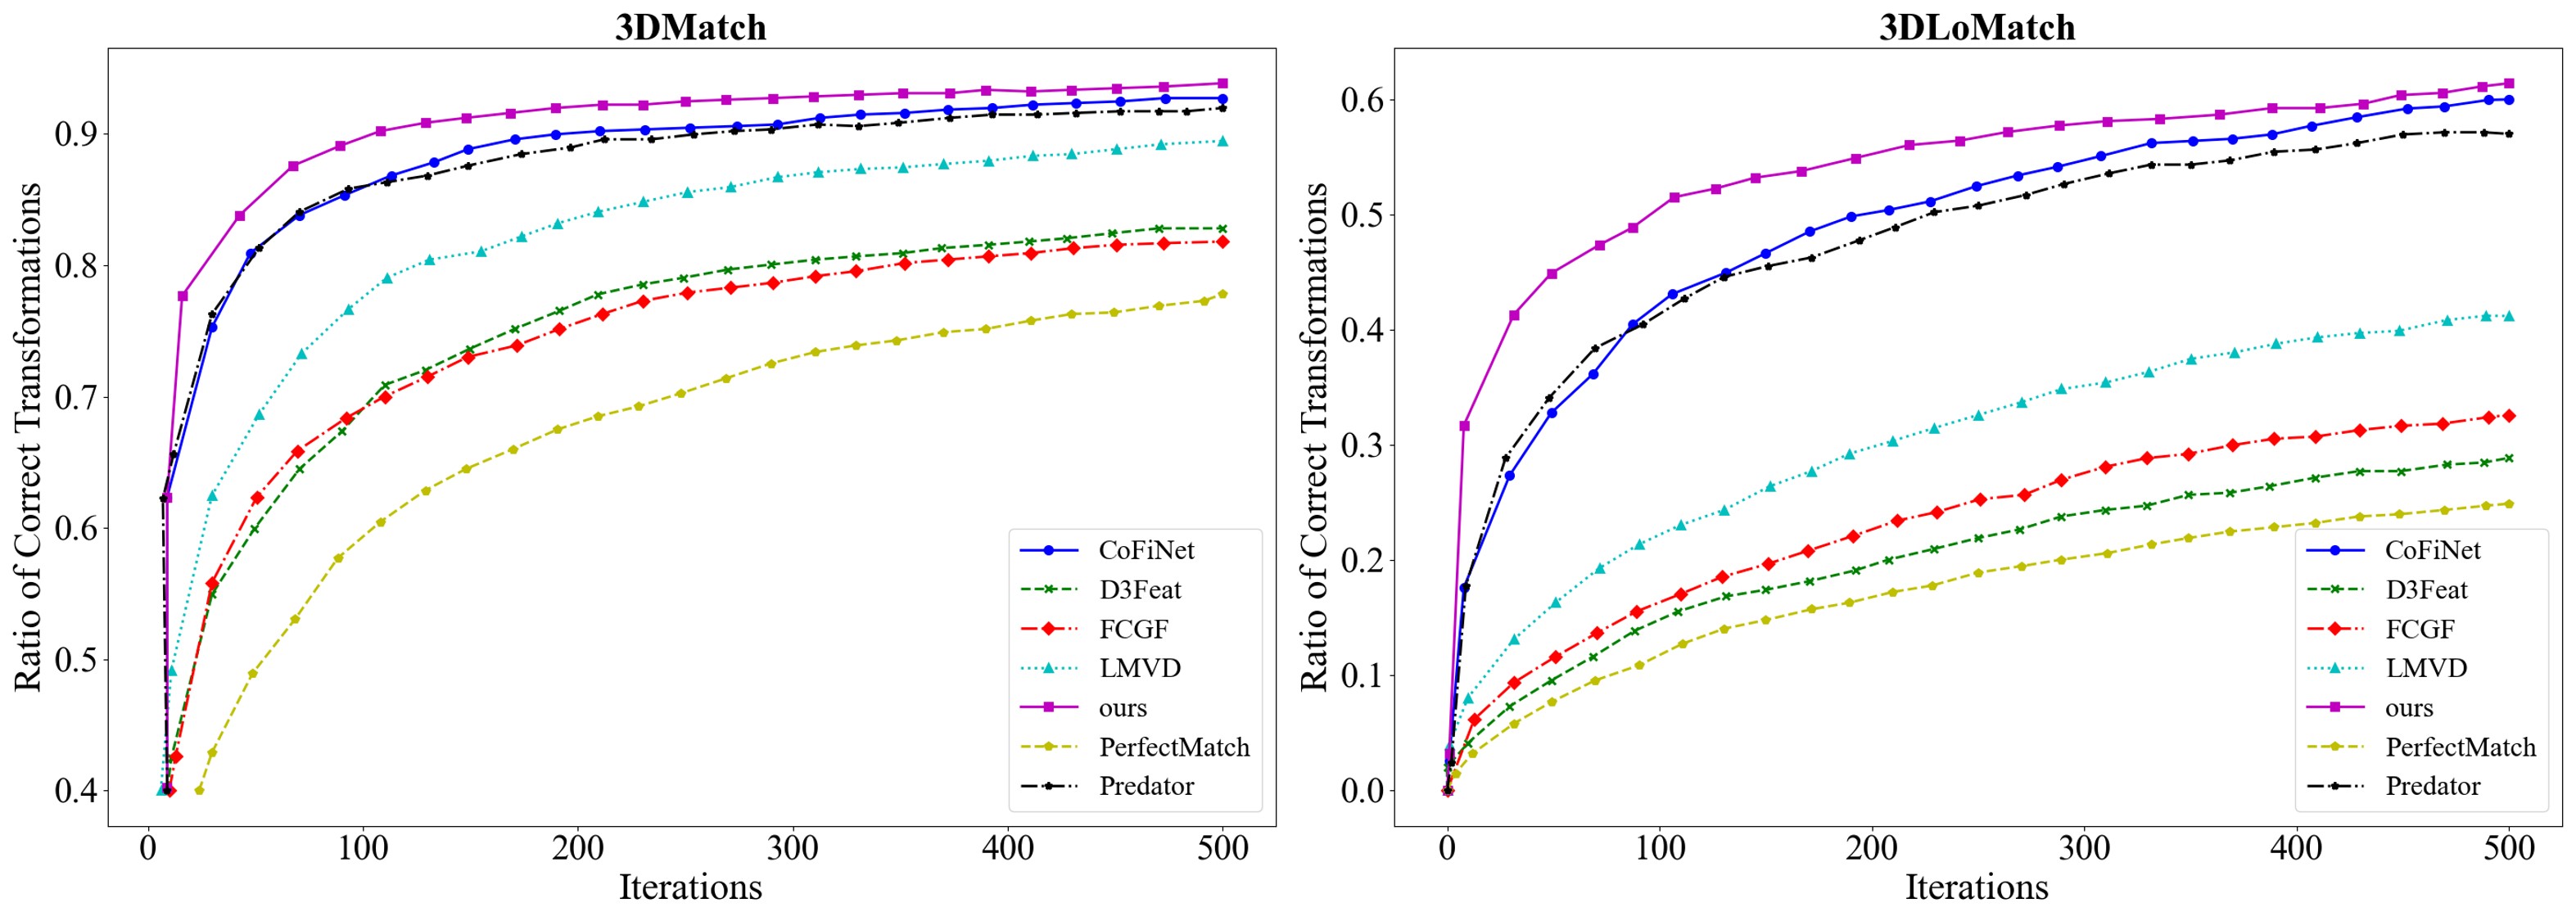 3DMatch
Ratio of Correct Transformations
0.9
0.8
0.7
0.6
0.5
0.4
0
100
200
300
400
500
Iterations
CoFiNet
D3Feat
FCGF
LMVD
ours
PerfectMatch
Predator
3DLoMatch
Ratio of Correct Transformations
0.6
0.5
0.4
0.3
0.2
0.1
0.0
0
100
200
300
400
500
Iterations
CoFiNet
D3Feat
FCGF
LMVD
ours
PerfectMatch
Predator